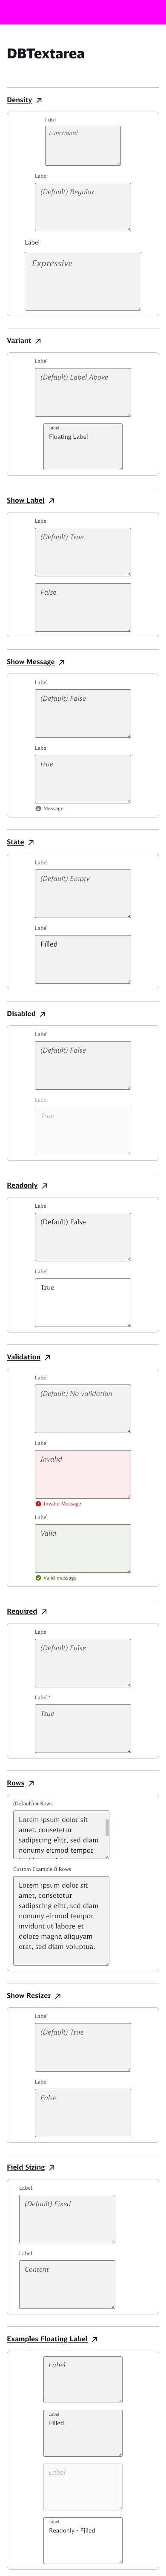 DBTextarea
Density
Label
Functional
Label
(Default) Regular
Label
Expressive
Variant
Label
(Default) Label Above
Label
Floating Label
Show Label
Label
(Default) True
False
Show Message
Label
(Default) False
Label
true
Message
State
Label
(Default) Empty
Label
Filled
Disabled
Label
(Default) False
Label
True
Readonly
Label
(Default) False
Label
True
Validation
Label
(Default) No validation
Label
Invalid
Invalid Message
Label
Valid
Valid message
Required
Label
(Default) False
Label*
True
Rows
(Default) 4 Rows
Lorem ipsum dolor sit
amet, consetetur
sadipscing elitr, sed diam
nonumy eirmod tempor
Custom Example 8 Rows
Lorem ipsum dolor sit
amet, consetetur
sadipscing elitr, sed diam
nonumy eirmod tempor
invidunt ut labore et
dolore magna aliquyam
erat, sed diam voluptua.
Show Resizer
Label
(Default) True
Label
False
Field Sizing
Label
(Default) Fixed
Label
Content
Examples Floating Label
Label
Label
Filled
Label
Label
Readonly - Filled